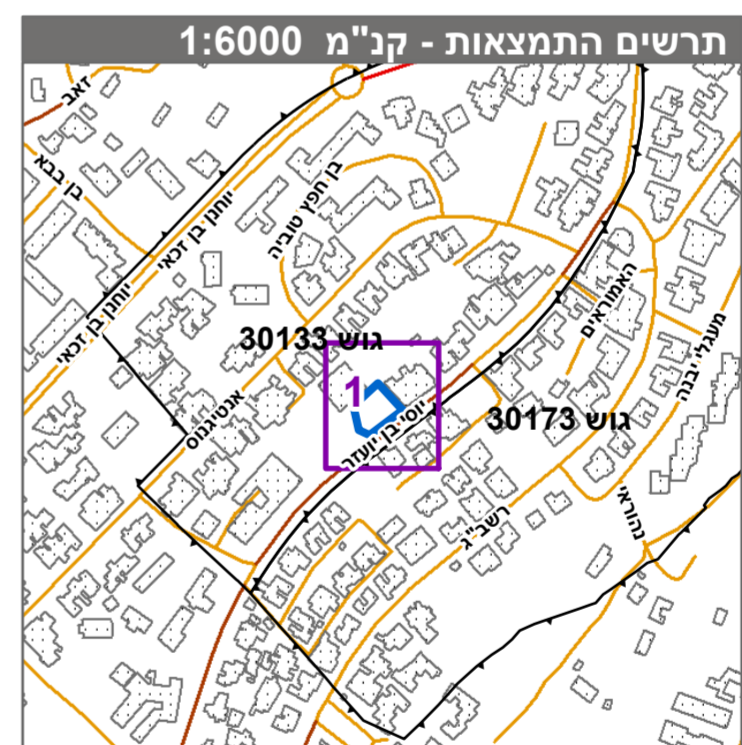 תרשים התמצאות - קנ"מ 1:6000
זאב
בן בבא
יוחנן בן זכאי
בן חפץ טוביה
יוחנן בן זכאי
האמוראים
מעגלי יבנה
גוש 30133
1
אנטיגנוס
יוסי בן יועזר
גוש 30173
רשב"ג
נהוראי